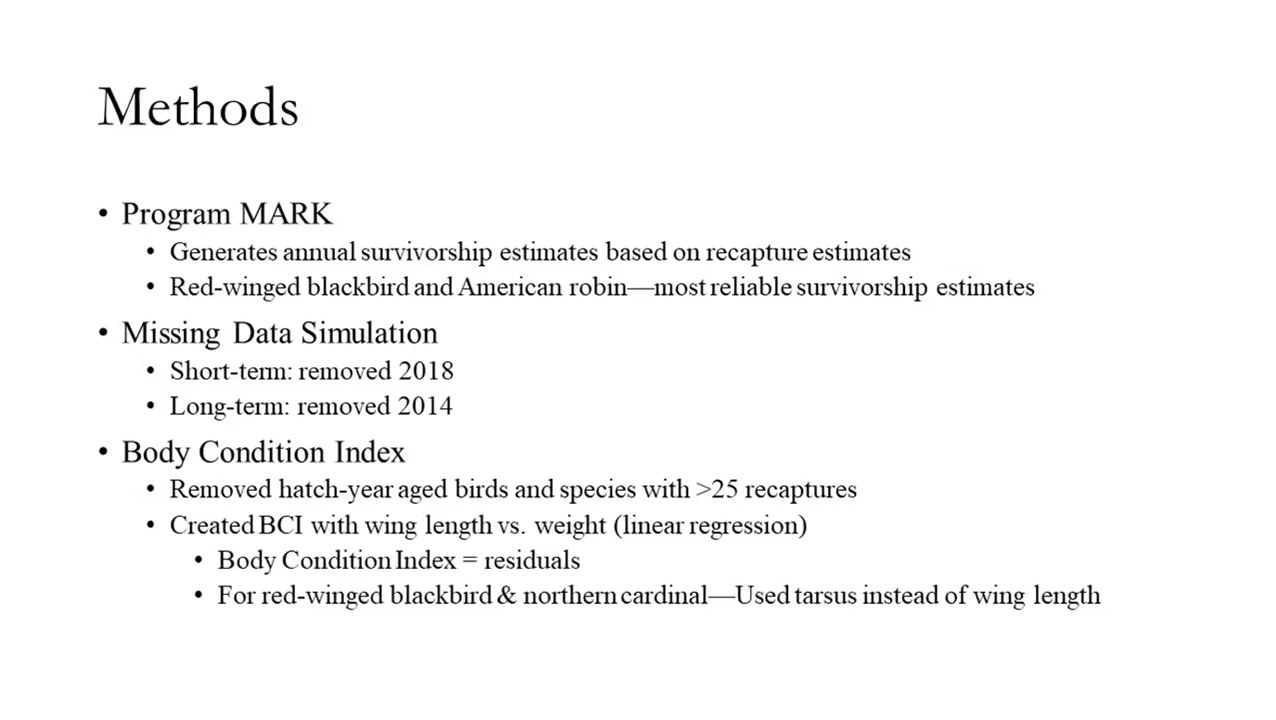 Methods
• Program MARK
• Generates annual survivorship estimates based on recapture estimates
• Red-winged blackbird and American robin—most reliable survivorship estimates
• Missing Data Simulation
• Short-term: removed 2018
• Long-term: removed 2014
• Body Condition Index
• Removed hatch-year aged birds and species with >25 recaptures
• Created BCI with wing length vs. weight (linear regression)
• Body Condition Index = residuals
• For red-winged blackbird & northern cardinal—Used tarsus instead of wing length